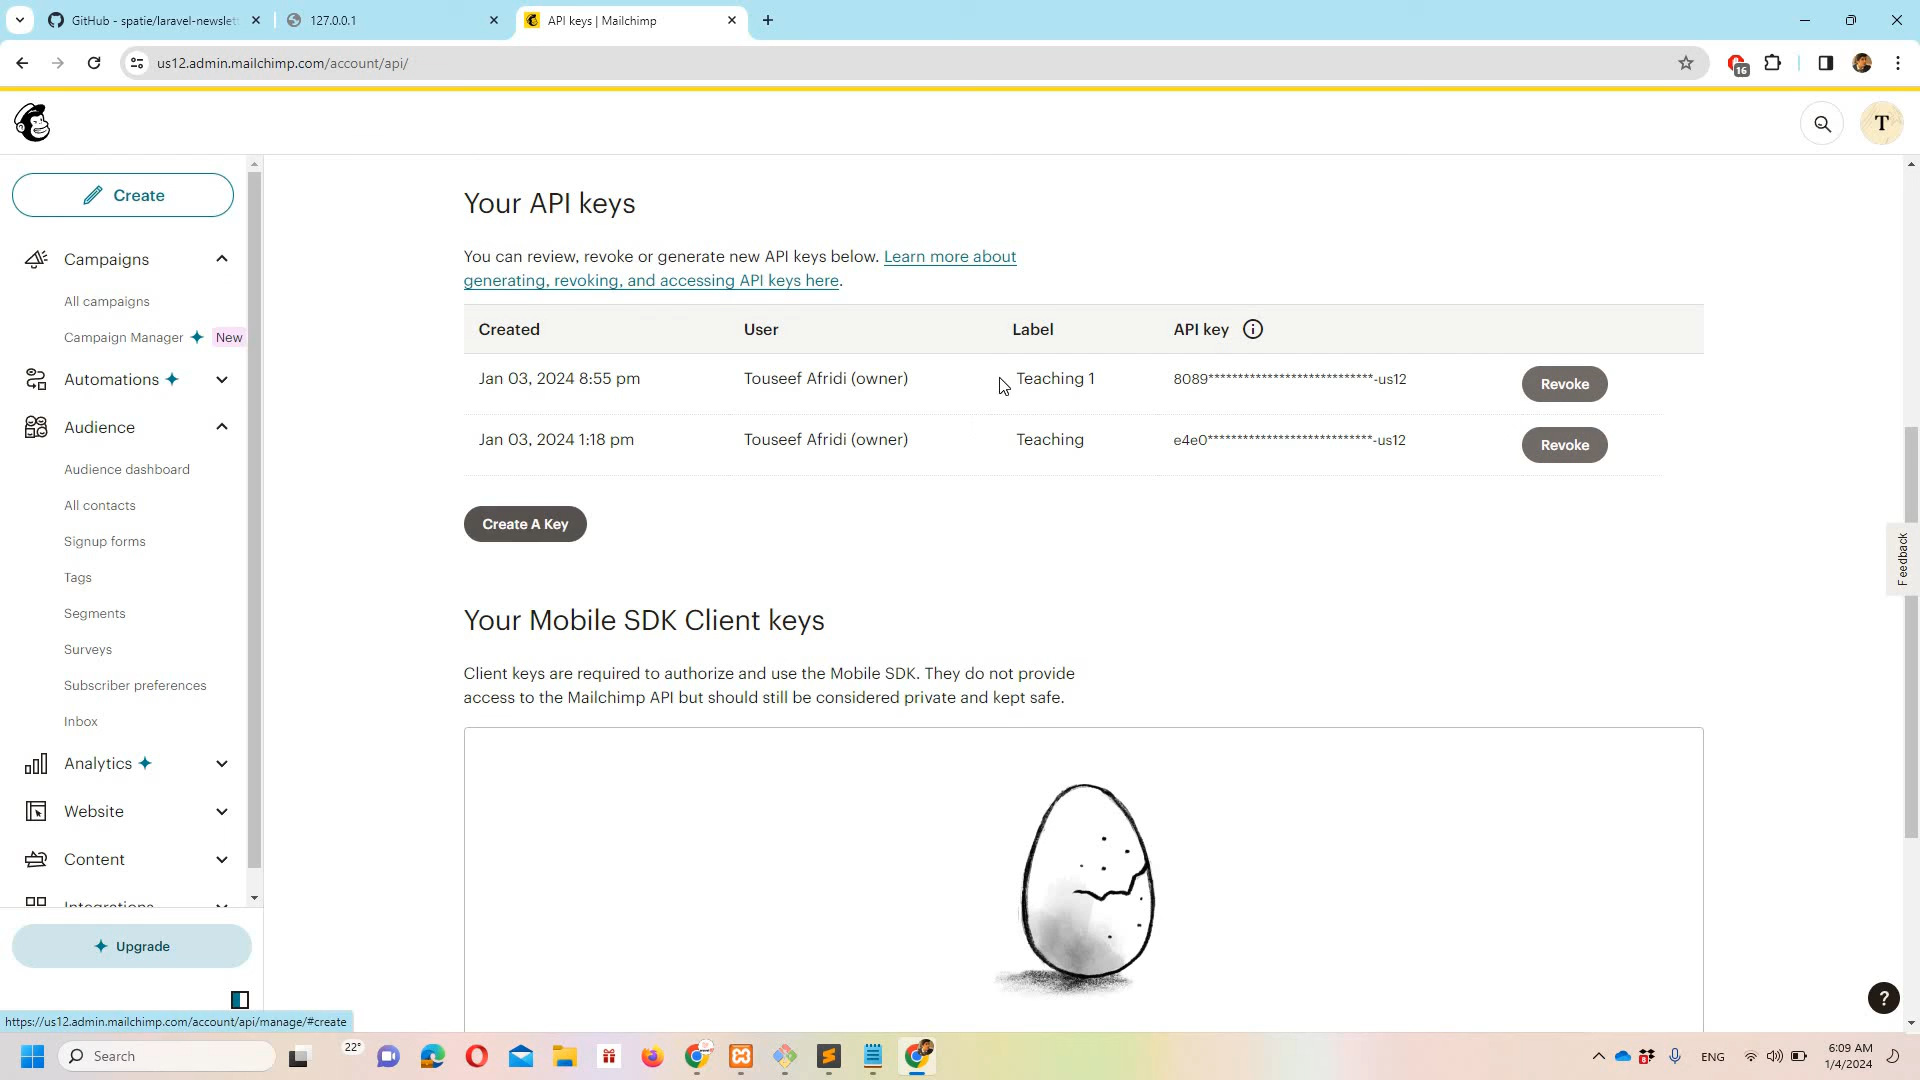 GitHub - spatie/laravel-newslett
127.0.0.1
API keys | Mailchimp
us12.admin.mailchimp.com/account/api/
16
T
Create
Campaigns
All campaigns
Campaign Manager New
Automations
Audience
Audience dashboard
All contacts
Signup forms
Tags
Segments
Surveys
Subscriber preferences
Inbox
Analytics
Website
Content
Integrations
Upgrade
https://us12.admin.mailchimp.com/account/api/manage/#create
Your API keys
You can review, revoke or generate new API keys below. Learn more about
generating, revoking, and accessing API keys here.
Created User Label API key
Jan 03, 2024 8:55 pm Touseef Afridi (owner) Teaching 1 8089****************************-us12 Revoke
Jan 03, 2024 1:18 pm Touseef Afridi (owner) Teaching e4e0****************************-us12 Revoke
Create A Key
Your Mobile SDK Client keys
Client keys are required to authorize and use the Mobile SDK. They do not provide
access to the Mailchimp API but should still be considered private and kept safe.
Feedback
?
Search
22°
ENG
6:09 AM
1/4/2024